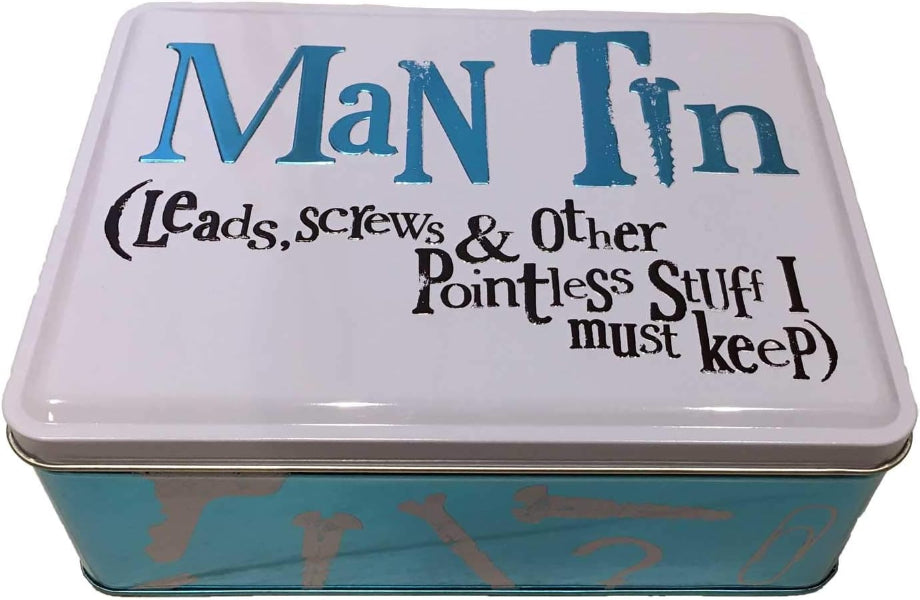 Man Tin
(Leads, screws & Other
Pointless Stuff I
must keep)
?